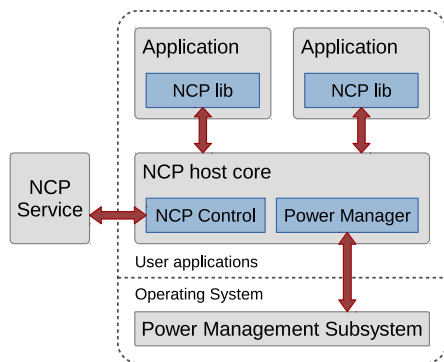 Application
Application
NCP lib
NCP lib
NCP host core
NCP
Service
NCP Control
Power Manager
User applications
Operating System
Power Management Subsystem